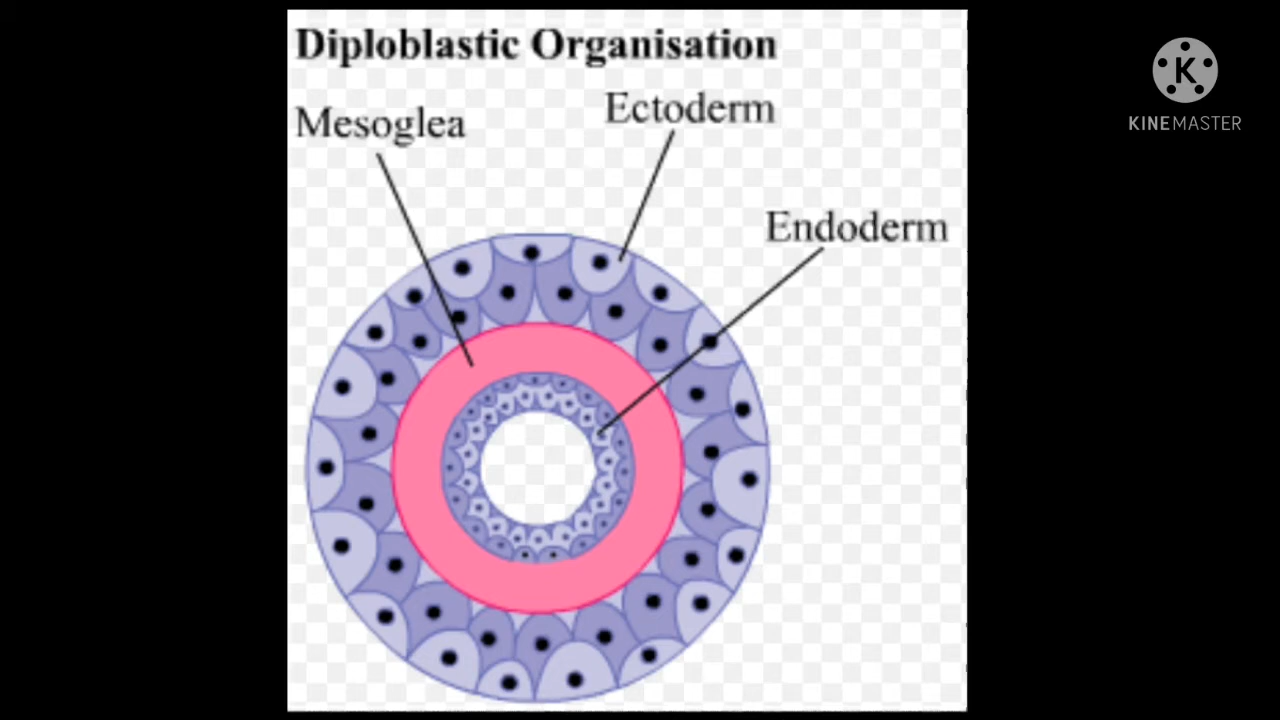 Diploblastic Organisation
Mesoglea
Ectoderm
Endoderm
K
KINEMASTER